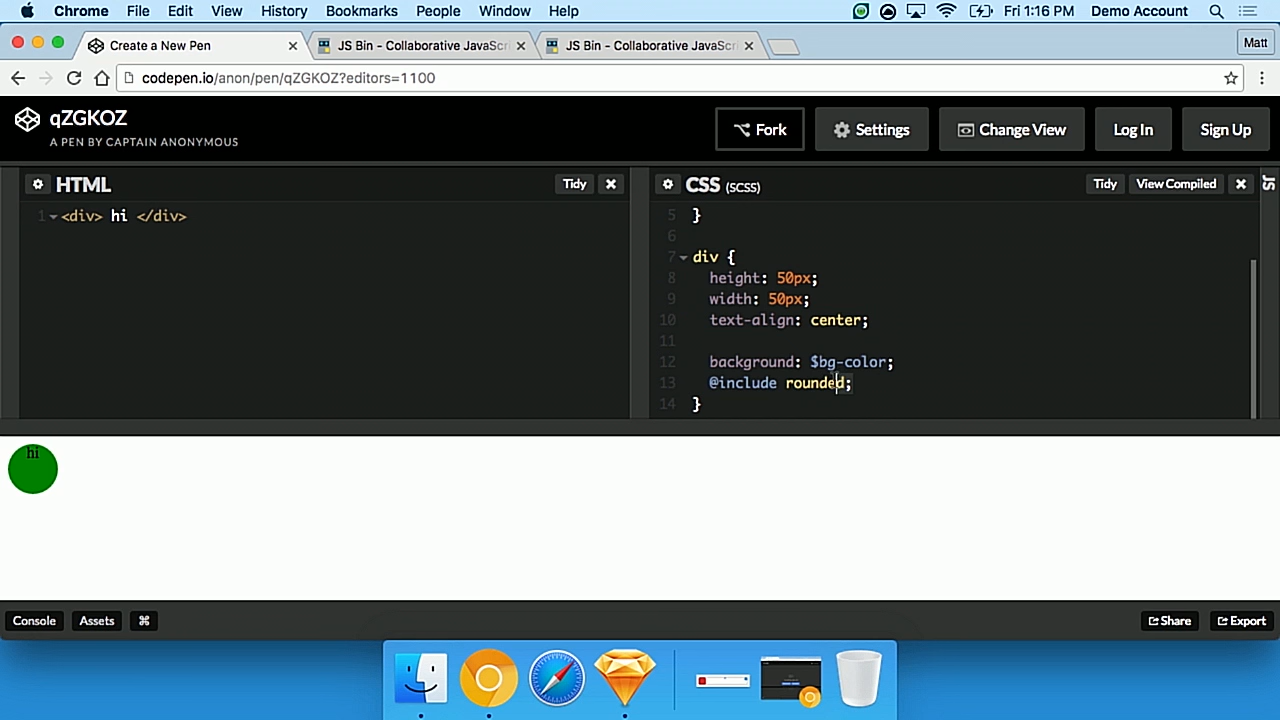 Chrome File Edit View History Bookmarks People Window Help Fri 1:16 PM Demo Account
Create a New Pen JS Bin - Collaborative JavaScri JS Bin - Collaborative JavaScri Matt
codepen.io/anon/pen/qZGKOZ?editors=1100
qZGKOZ
A PEN BY CAPTAIN ANONYMOUS
Fork Settings Change View Log In Sign Up
HTML Tidy CSS (SCSS) Tidy View Compiled JS
1 <div> hi </div>
5 }
6
7 div {
8 height: 50px;
9 width: 50px;
10 text-align: center;
11
12 background: $bg-color;
13 @include rounded;
14 }
hi
Console Assets ⌘ Share Export